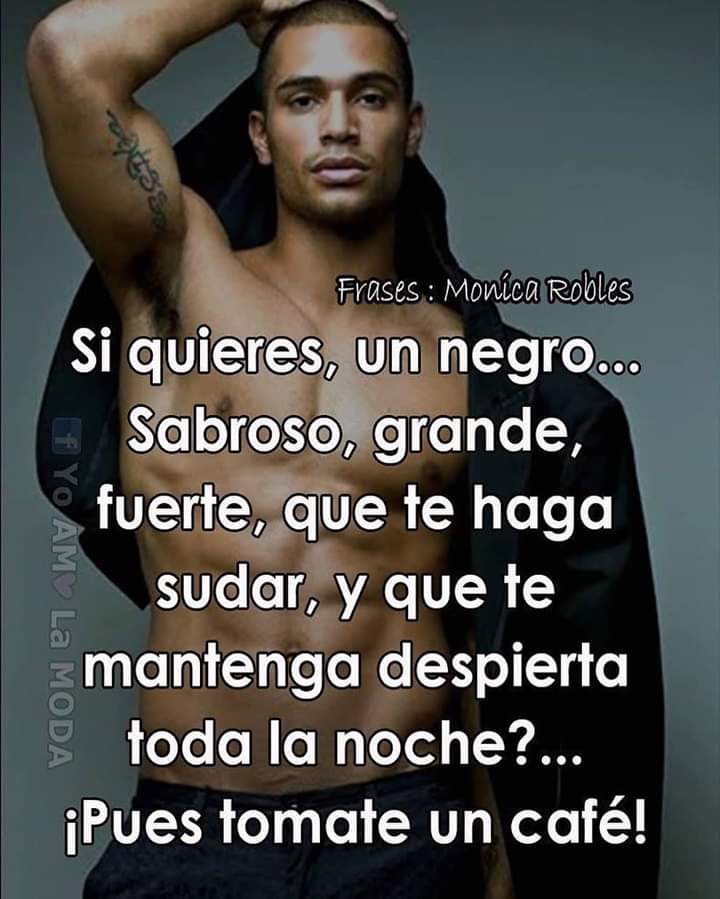 Frases : Monica Robles
Si quieres, un negro...
Sabroso, grande,
fuerte, que te haga
sudar, y que te
mantenga despierta
toda la noche?...
¡Pues tomate un café!
f Yo AM♥ La MODA